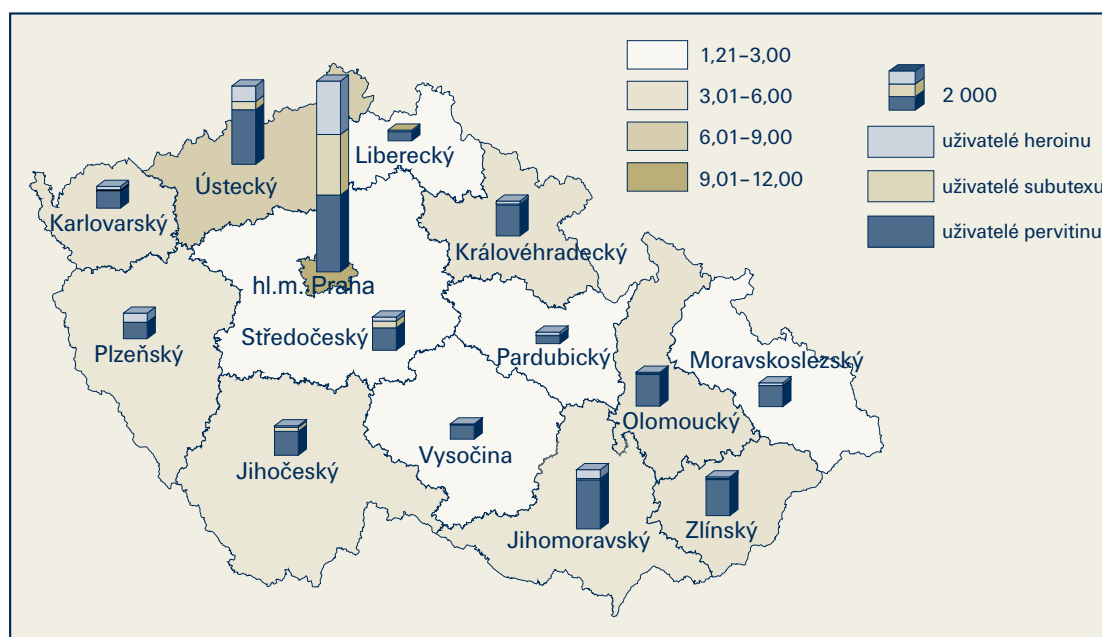 1,21–3,00
3,01–6,00
6,01–9,00
9,01–12,00
2 000
uživatelé heroinu
uživatelé subutexu
uživatelé pervitinu
Liberecký
Ústecký
Karlovarský
Královéhradecký
hl.m. Praha
Středočeský
Plzeňský
Pardubický
Moravskoslezský
Olomoucký
Vysočina
Jihočeský
Zlínský
Jihomoravský